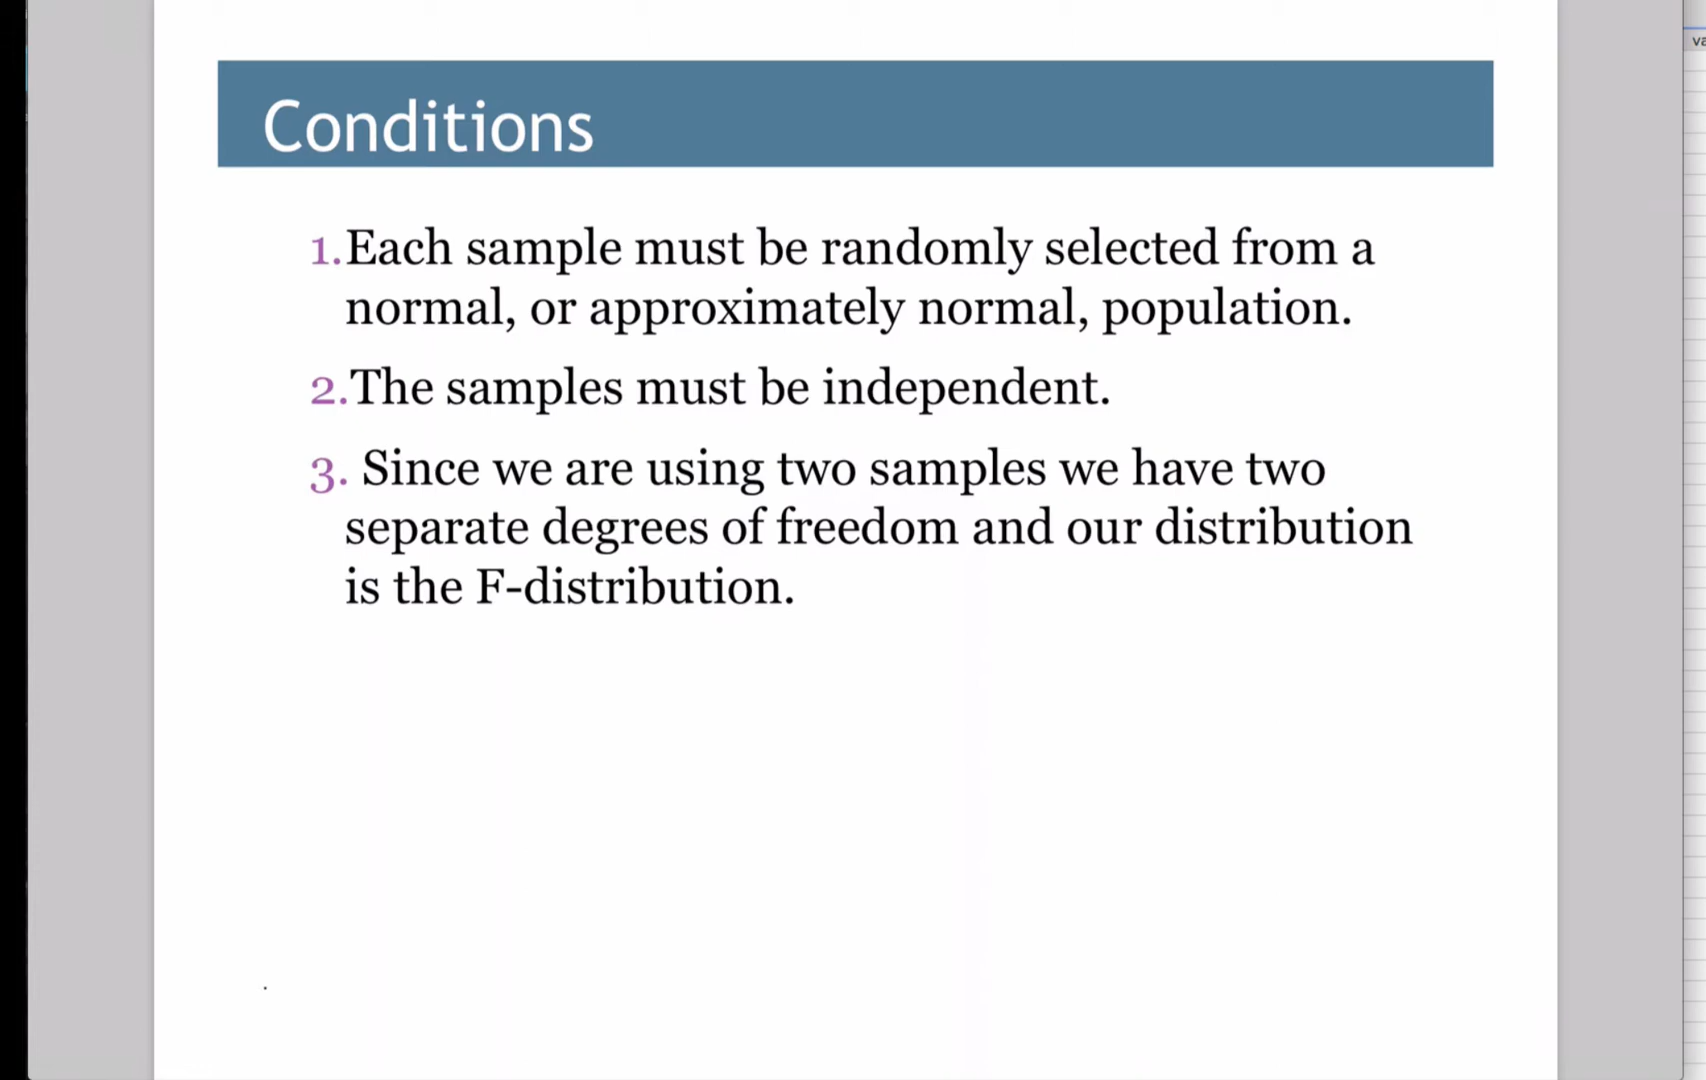 Conditions
1.Each sample must be randomly selected from a
normal, or approximately normal, population.
2.The samples must be independent.
3. Since we are using two samples we have two
separate degrees of freedom and our distribution
is the F-distribution.
.